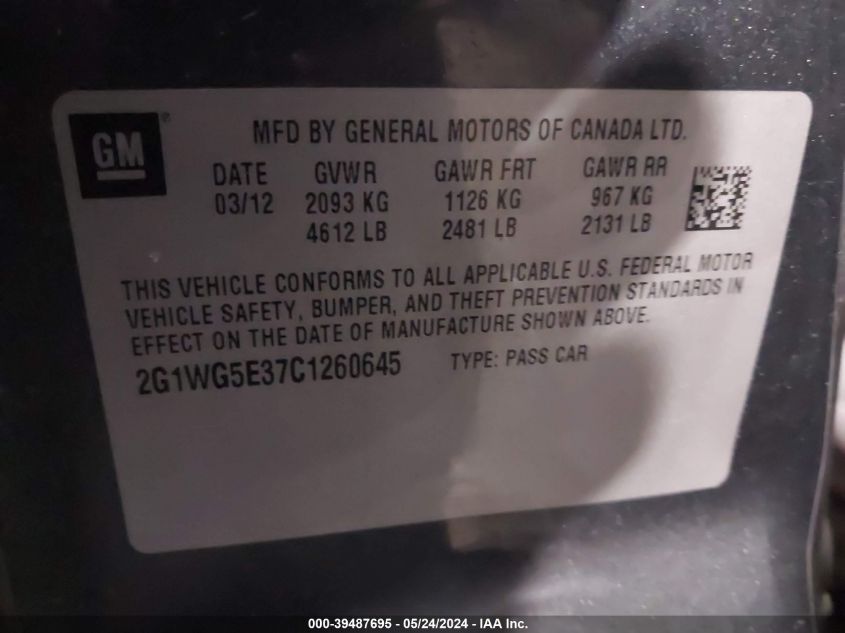 GM®
MFD BY GENERAL MOTORS OF CANADA LTD.
DATE GVWR GAWR FRT GAWR RR
03/12 2093 KG 1126 KG 967 KG
4612 LB 2481 LB 2131 LB
THIS VEHICLE CONFORMS TO ALL APPLICABLE U.S. FEDERAL MOTOR
VEHICLE SAFETY, BUMPER, AND THEFT PREVENTION STANDARDS IN
EFFECT ON THE DATE OF MANUFACTURE SHOWN ABOVE.
2G1WG5E37C1260645 TYPE: PASS CAR
000-39487695 - 05/24/2024 - IAA Inc.